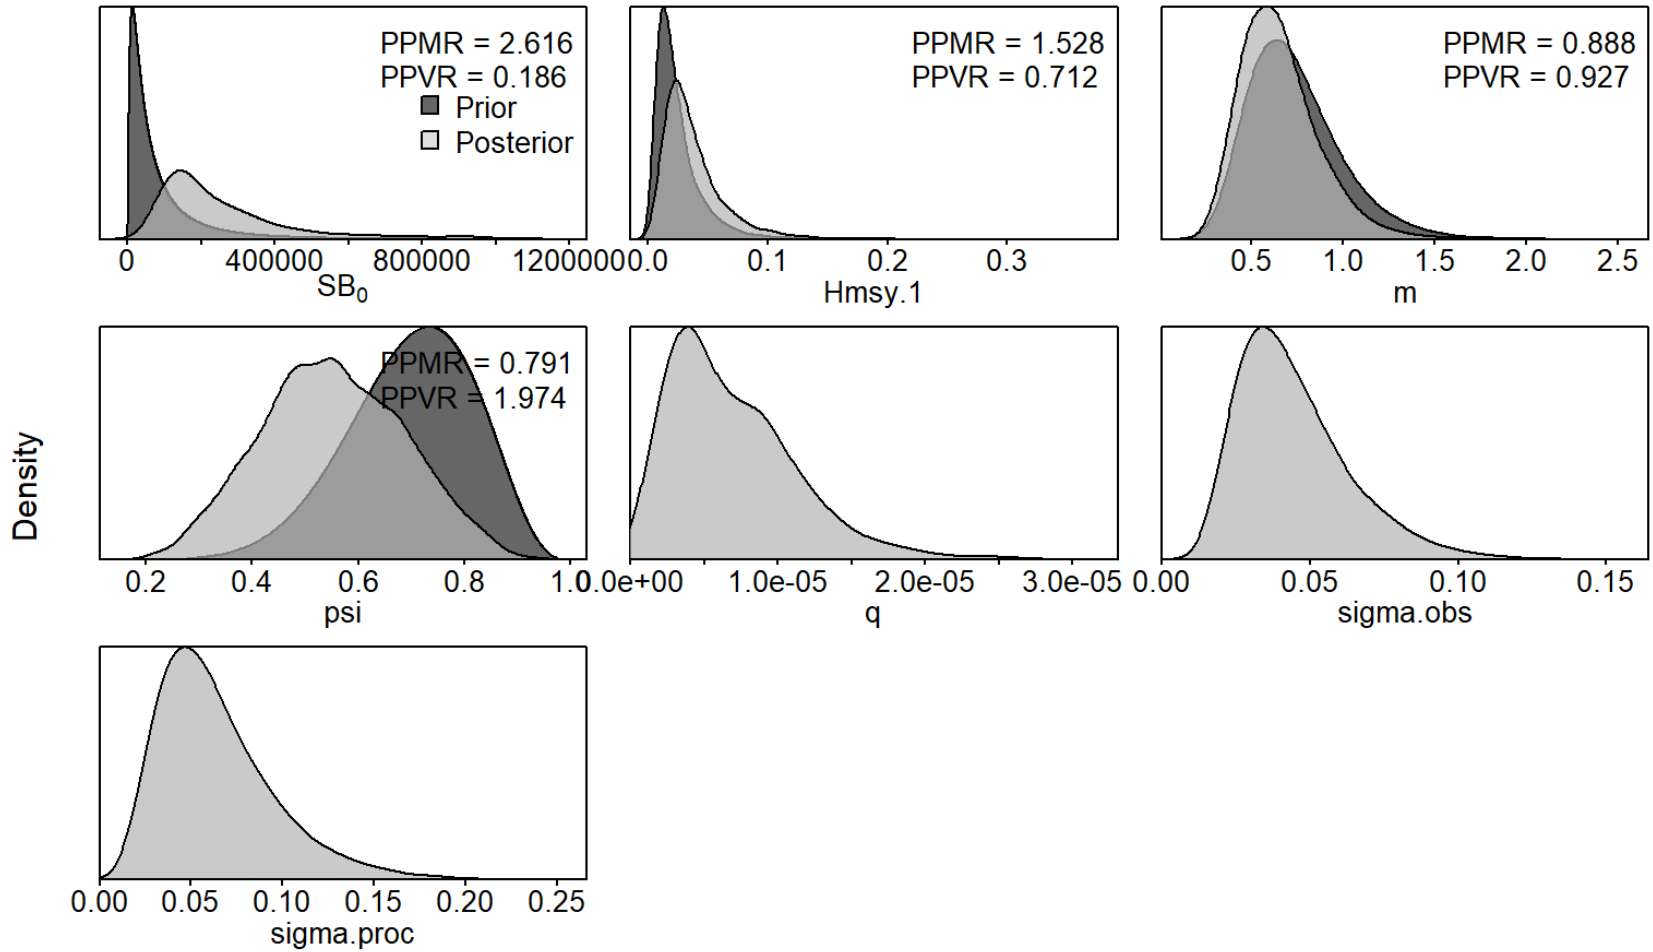 PPMR = 2.616
PPVR = 0.186
Prior
Posterior
0 400000 800000 1200000
SB0
PPMR = 1.528
PPVR = 0.712
0.0 0.1 0.2 0.3
Hmsy.1
PPMR = 0.888
PPVR = 0.927
0.5 1.0 1.5 2.0 2.5
m
Density
PPMR = 0.791
PPVR = 1.974
0.2 0.4 0.6 0.8 1.0
psi
0.0e+00 1.0e-05 2.0e-05 3.0e-05
q
0.00 0.05 0.10 0.15
sigma.obs
0.00 0.05 0.10 0.15 0.20 0.25
sigma.proc